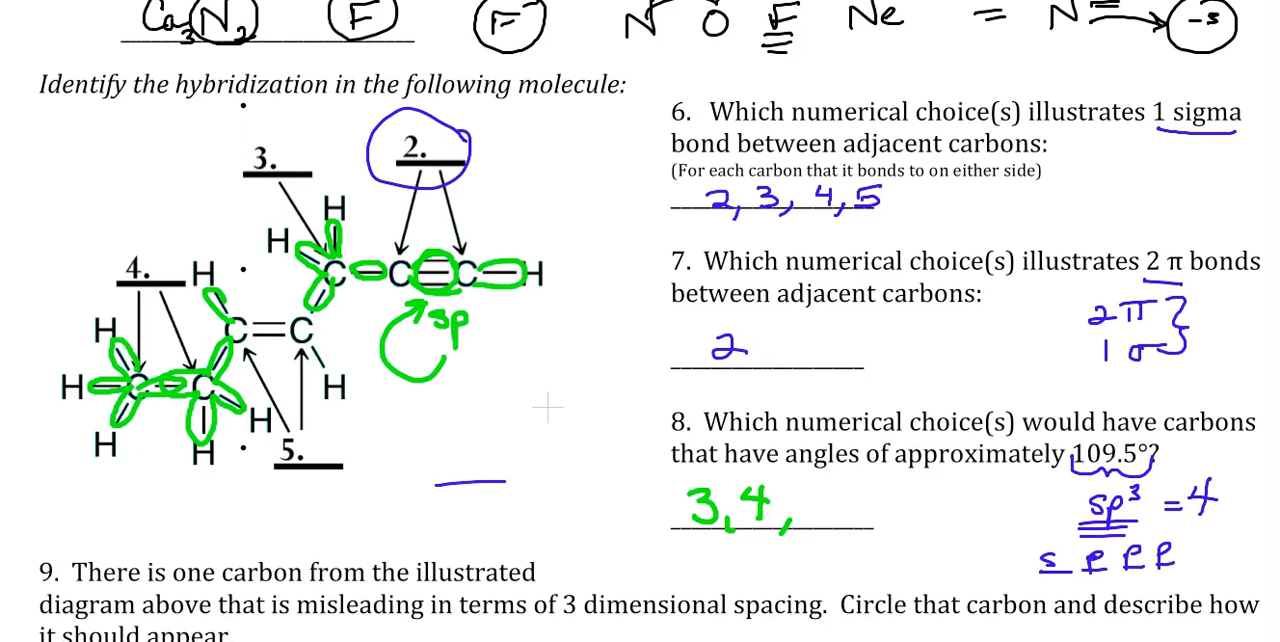 Ca3N2 F F- N O F Ne = N -3
Identify the hybridization in the following molecule:
3.
2.
H
H
C C C H
4.
H
sp
H
C C
H C C
H
H
H
H
5.
6. Which numerical choice(s) illustrates 1 sigma
bond between adjacent carbons:
(For each carbon that it bonds to on either side)
2, 3, 4, 5
7. Which numerical choice(s) illustrates 2 π bonds
between adjacent carbons:
2π
1 σ
2
8. Which numerical choice(s) would have carbons
that have angles of approximately 109.5°?
3, 4,
sp³ = 4
s p p p
9. There is one carbon from the illustrated
diagram above that is misleading in terms of 3 dimensional spacing. Circle that carbon and describe how
it should appear